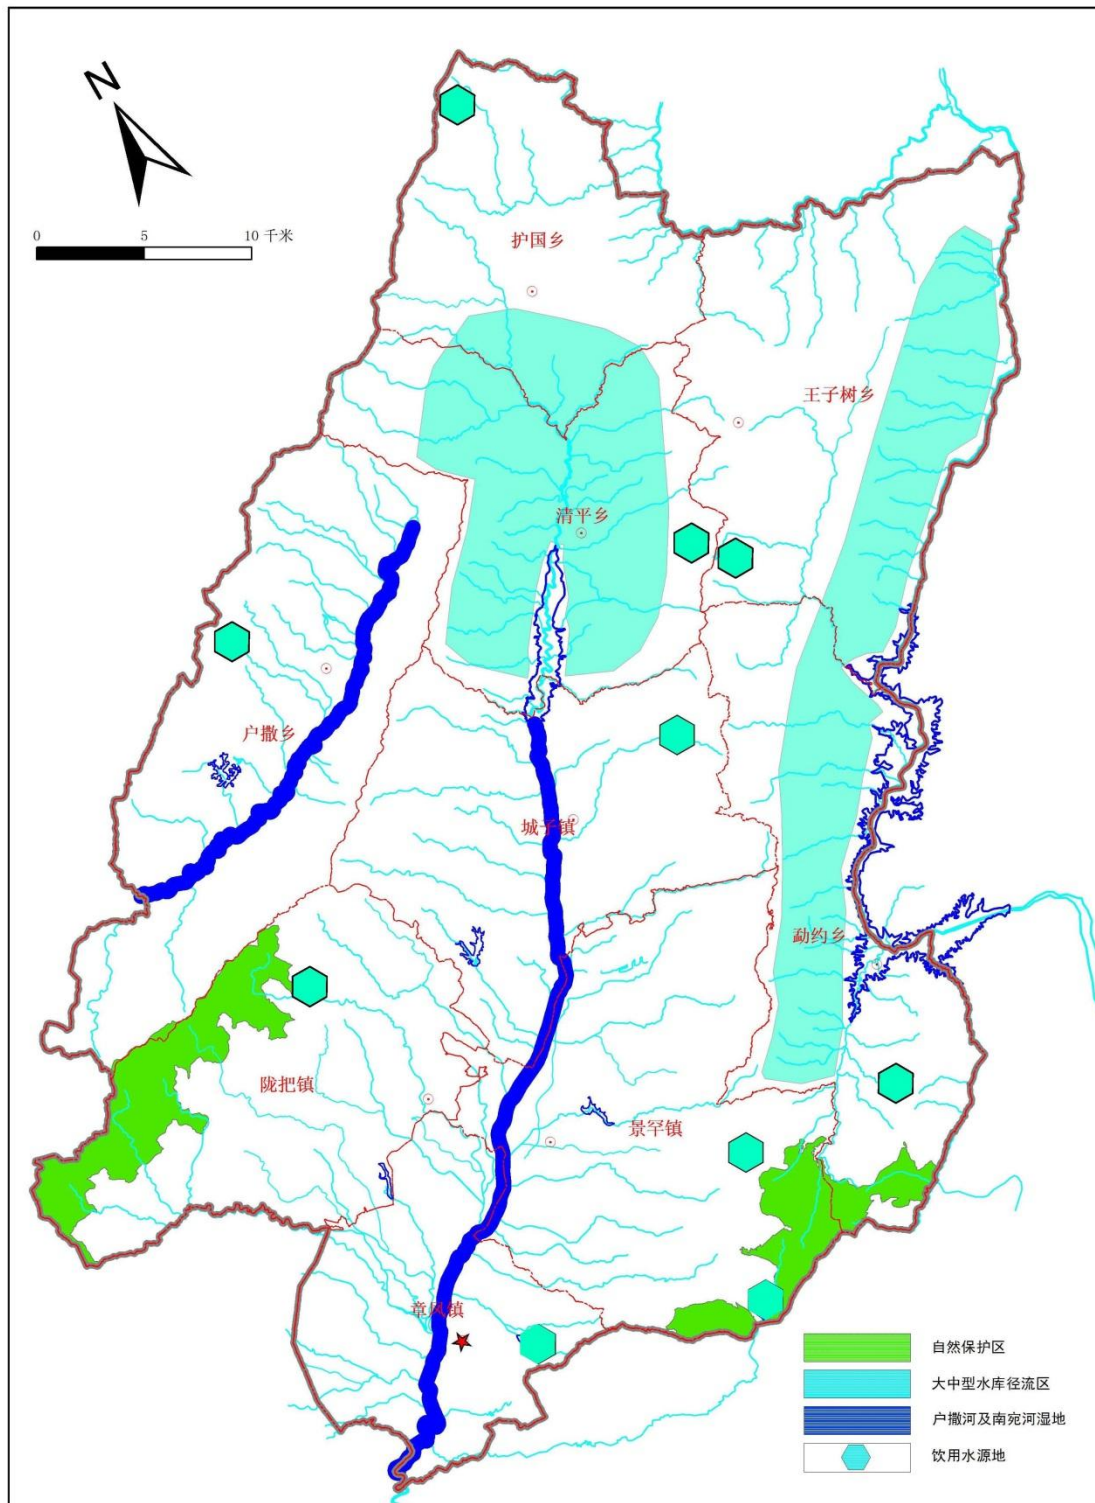 N
0 5 10 千米
护国乡
王子树乡
清平乡
户撒乡
城子镇
勐约乡
陇把镇
景罕镇
章凤镇
自然保护区
大中型水库径流区
户撒河及南宛河湿地
饮用水源地